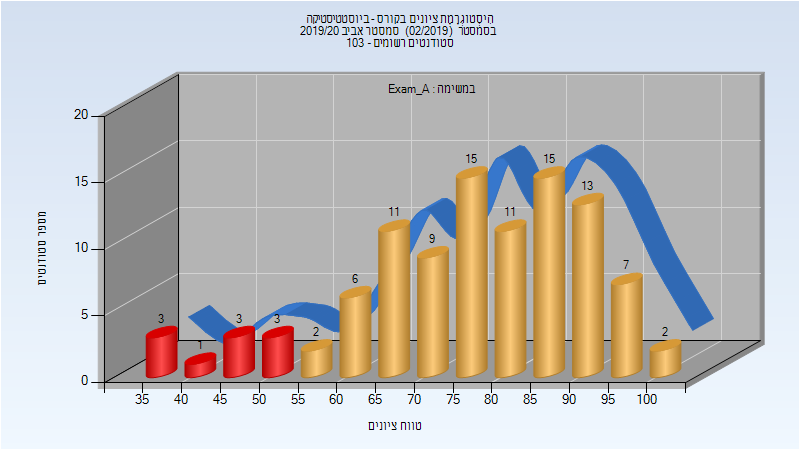 היסטוגרמת ציונים בקורס - ביוסטטיסטיקה
בסמסטר (02/2019) סמסטר אביב 2019/20
סטודנטים רשומים - 103
במשימה : Exam_A
מספר סטודנטים
20
15
10
5
0
3
1
3
3
2
6
11
9
15
11
15
13
7
2
35 40 45 50 55 60 65 70 75 80 85 90 95 100
טווח ציונים